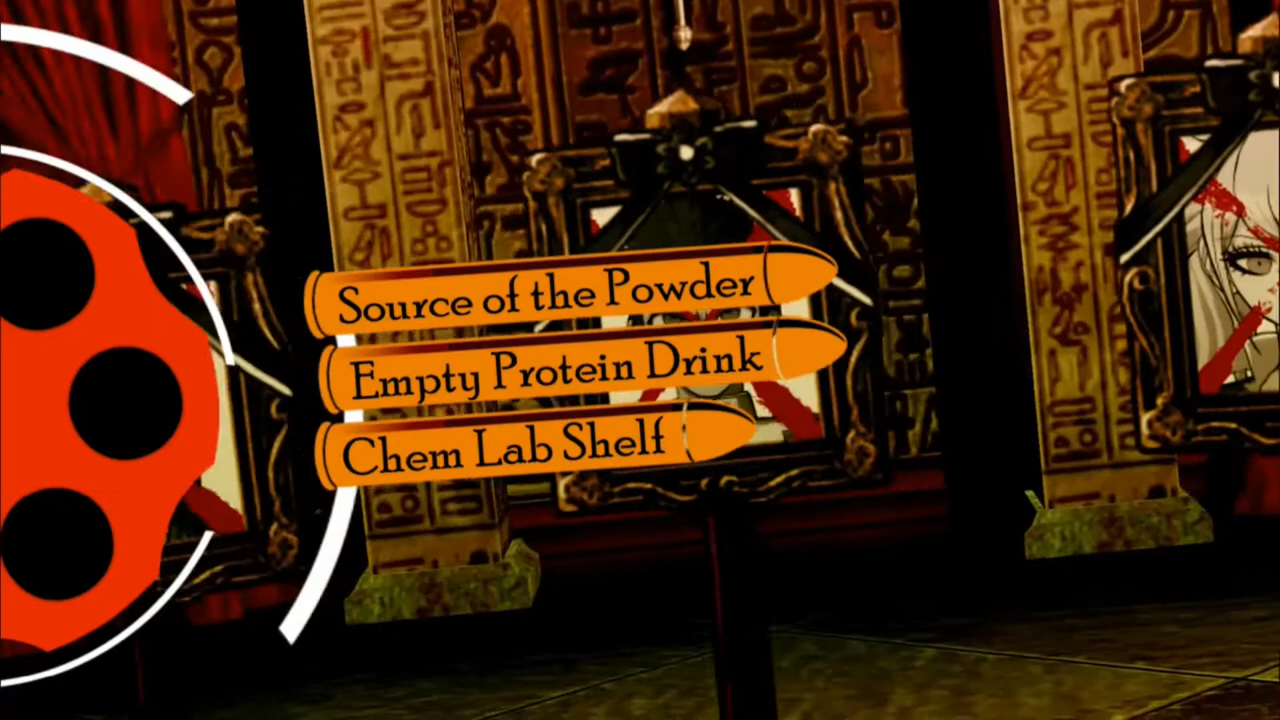 Source of the Powder
Empty Protein Drink
Chem Lab Shelf